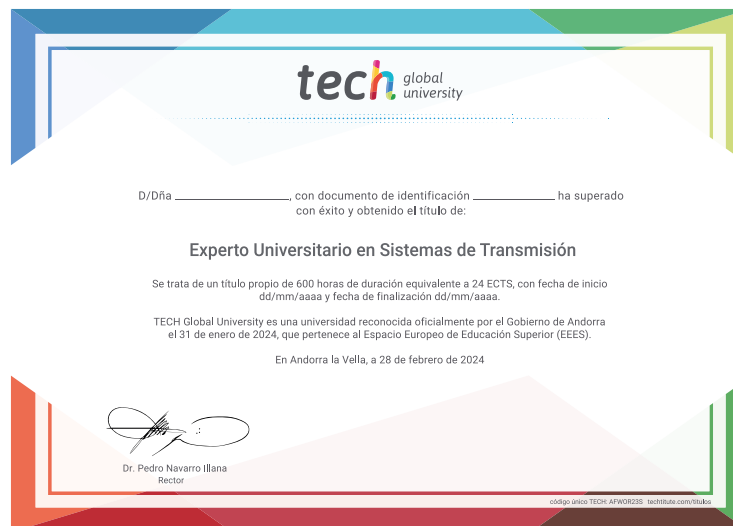 tech global university
D/Dña ______________, con documento de identificación ______________ ha superado
con éxito y obtenido el título de:
Experto Universitario en Sistemas de Transmisión
Se trata de un título propio de 600 horas de duración equivalente a 24 ECTS, con fecha de inicio
dd/mm/aaaa y fecha de finalización dd/mm/aaaa.
TECH Global University es una universidad reconocida oficialmente por el Gobierno de Andorra
el 31 de enero de 2024, que pertenece al Espacio Europeo de Educación Superior (EEES).
En Andorra la Vella, a 28 de febrero de 2024
Dr. Pedro Navarro Illana
Rector
código único TECH: AFWOR23S techtitute.com/titulos